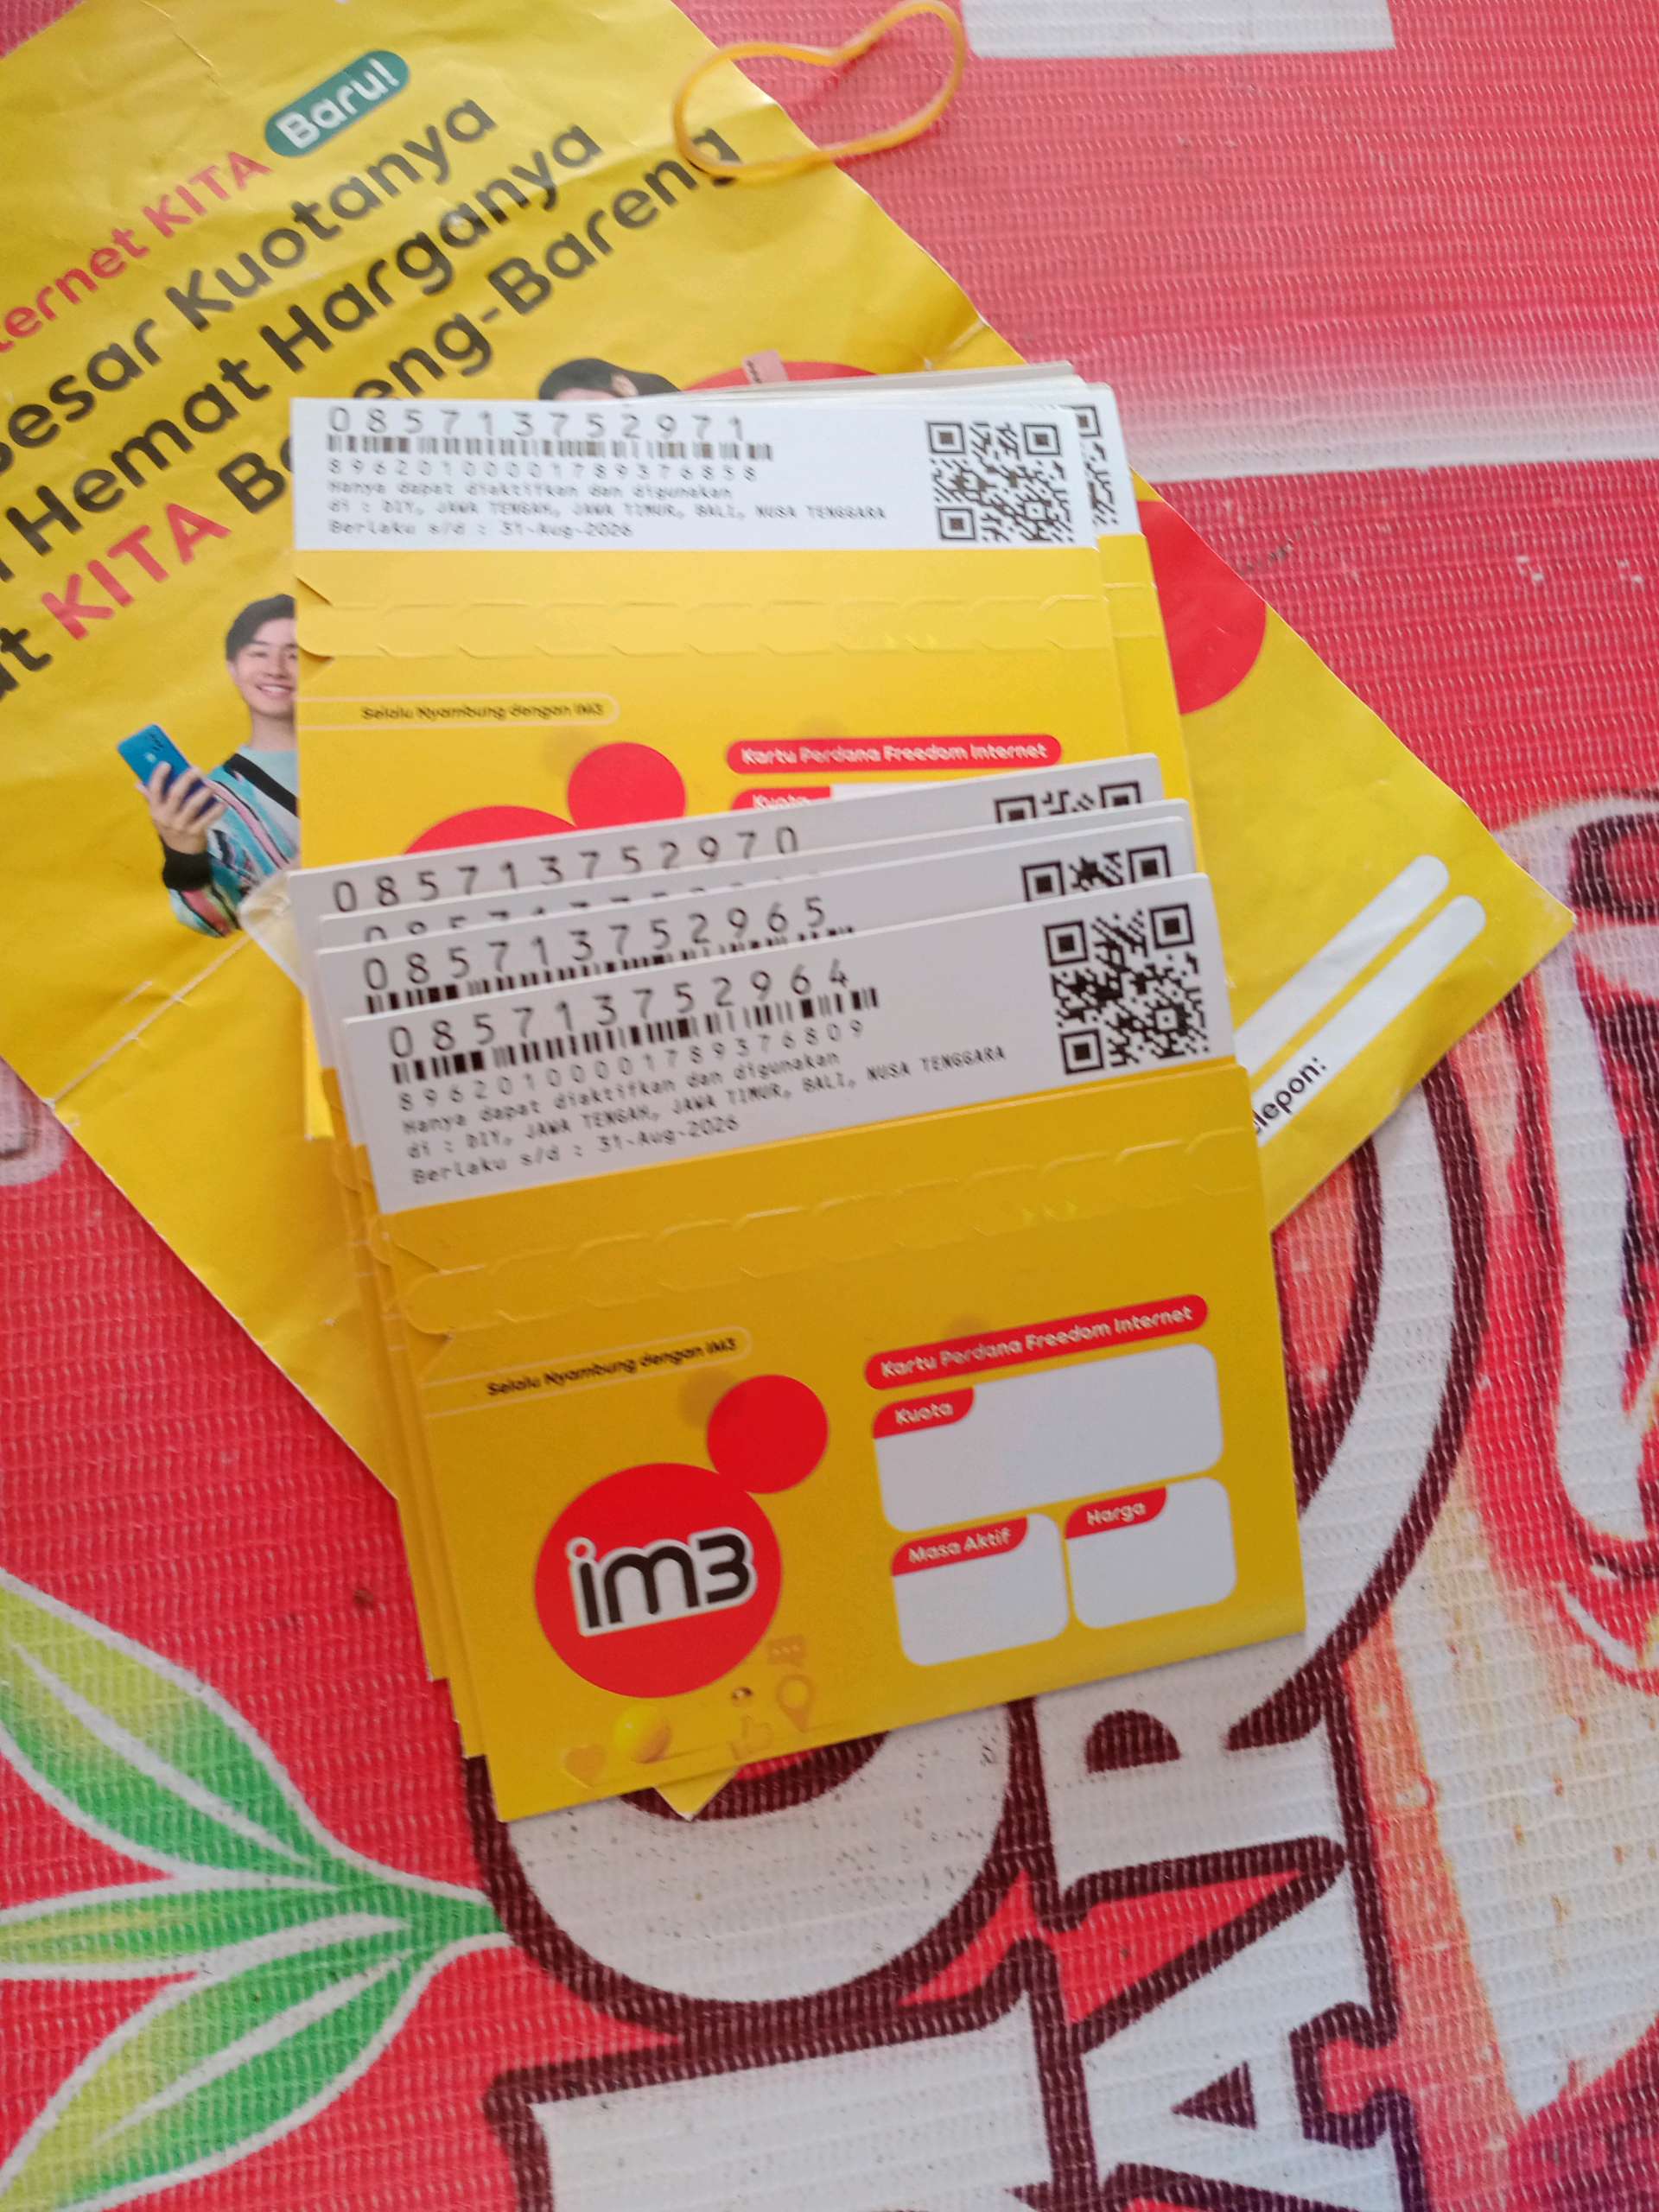 ternet KITA Baru!
esar Kuotanya
Hemat Harganya
eng-Bareng
KITA
085713752971
89620100001789376858
Hanya dapat diaktifkan dan digunakan
di : DIY, JAWA TENGAH, JAWA TIMUR, BALI, NUSA TENGGARA
Berlaku s/d : 31-Aug-2026
Selalu Nyambung dengan IM3
Kartu Perdana Freedom Internet
Kuota
085713752970
085713752965
085713752964
89620100001789376809
Hanya dapat diaktifkan dan digunakan
di : DIY, JAWA TENGAH, JAWA TIMUR, BALI, NUSA TENGGARA
Berlaku s/d : 31-Aug-2026
Selalu Nyambung dengan IM3
Kartu Perdana Freedom Internet
Kuota
Masa Aktif
Harga
im3
lepon: